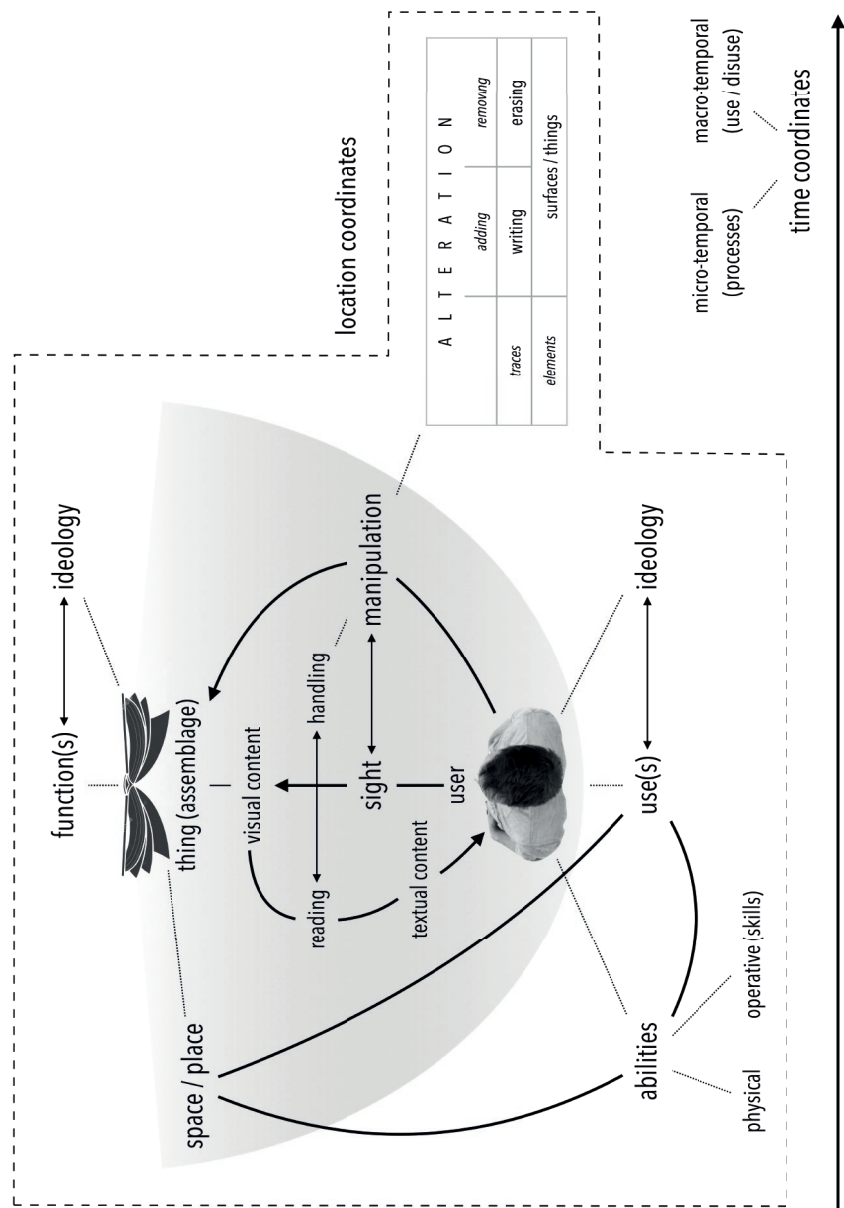 function(s)
ideology
location coordinates
space / place
thing (assemblage)
visual content
reading
handling
sight
manipulation
textual content
user
A L T E R A T I O N
adding
removing
traces
writing
erasing
elements
surfaces / things
abilities
use(s)
ideology
physical
operative (skills)
micro-temporal
(processes)
macro-temporal
(use / disuse)
time coordinates